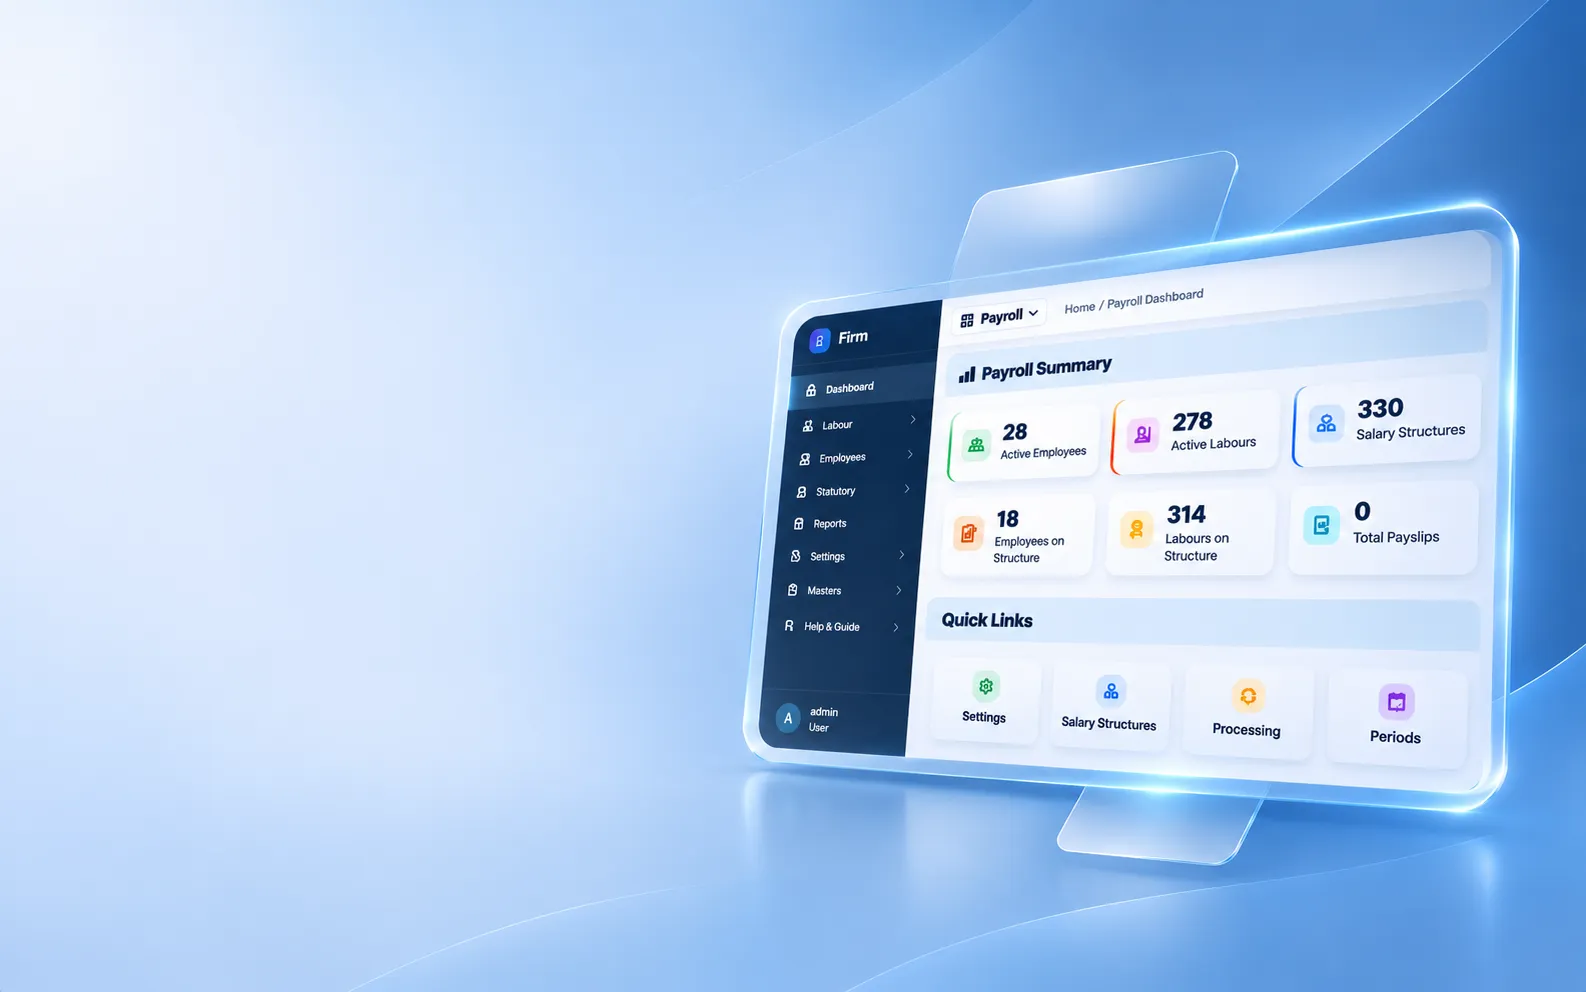 Firm
Dashboard
Labour
Employees
Statutory
Reports
Settings
Masters
Help & Guide
A
admin
User
Payroll
Home / Payroll Dashboard
Payroll Summary
28
Active Employees
278
Active Labours
330
Salary Structures
18
Employees on
Structure
314
Labours on
Structure
0
Total Payslips
Quick Links
Settings
Salary Structures
Processing
Periods